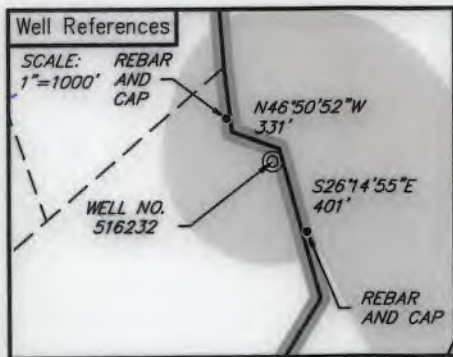 Well References
SCALE:
1"=1000'
REBAR
AND
CAP
N46°50'52"W
331'
WELL NO.
516232
S26°14'55"E
401'
REBAR
AND CAP